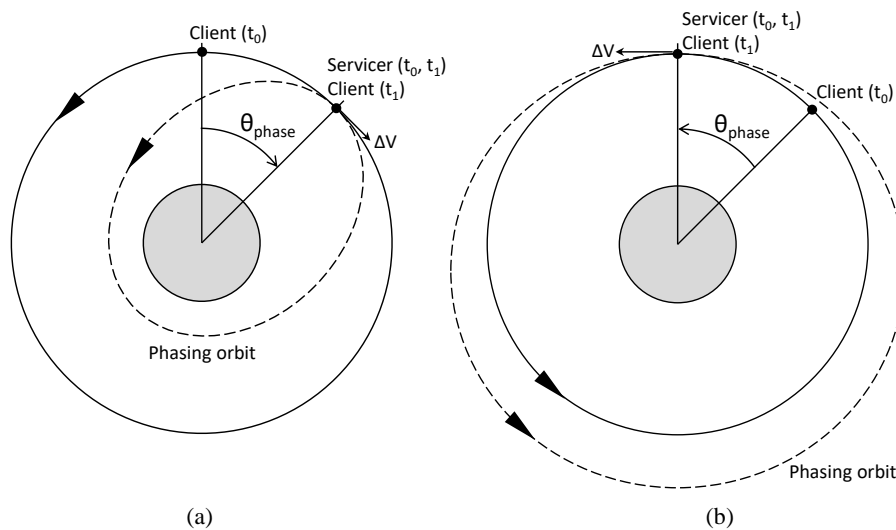 Client (t₀)
Servicer (t₀, t₁)
Client (t₁)
θphase
ΔV
Phasing orbit
(a)
Servicer (t₀, t₁)
Client (t₁)
ΔV
Client (t₀)
θphase
Phasing orbit
(b)